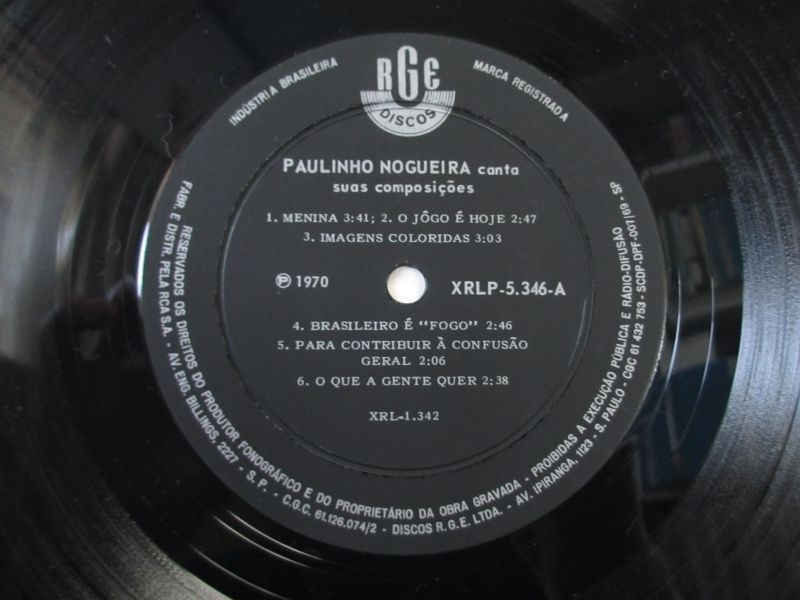 INDÚSTRIA BRASILEIRA
RGE
DISCOS
MARCA REGISTRADA
PAULINHO NOGUEIRA canta
suas composições
1. MENINA 3:41; 2. O JÔGO É HOJE 2:47
3. IMAGENS COLORIDAS 3:03
℗ 1970
XRLP-5.346-A
4. BRASILEIRO É "FOGO" 2:46
5. PARA CONTRIBUIR À CONFUSÃO
GERAL 2:06
6. O QUE A GENTE QUER 2:38
XRL-1.342
RESERVADOS OS DIREITOS DO PRODUTOR FONOGRÁFICO E DO PROPRIETÁRIO DA OBRA GRAVADA - PROIBIDAS A EXECUÇÃO PÚBLICA E RÁDIO-DIFUSÃO
FABR. E DISTR. PELA RCA S.A. - AV. ENG. BILLINGS, 2227 - S.P. - C.G.C. 61.126.074/2 - DISCOS R.G.E. LTDA. - AV. IPIRANGA, 1123 - S. PAULO - CGC 61 432 753 - SCDP-DPF-007/69 - SP